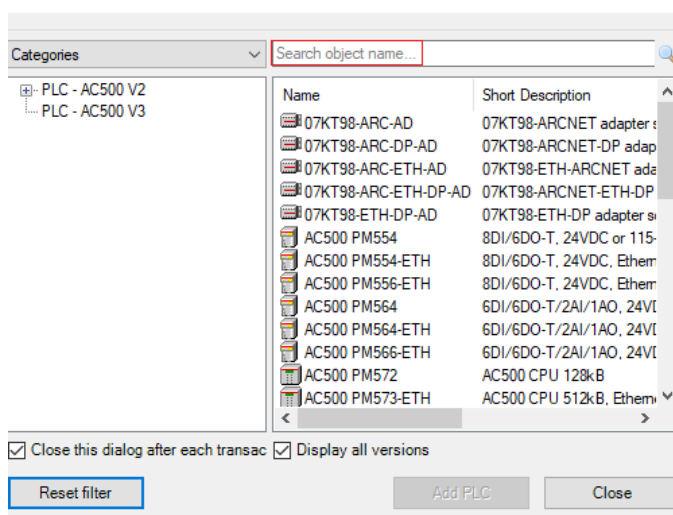 Categories
Search object name...
PLC - AC500 V2
PLC - AC500 V3
Name Short Description
07KT98-ARC-AD 07KT98-ARCNET adapter
07KT98-ARC-DP-AD 07KT98-ARCNET-DP adap
07KT98-ARC-ETH-AD 07KT98-ETH-ARCNET ada
07KT98-ARC-ETH-DP-AD 07KT98-ARCNET-ETH-DP
07KT98-ETH-DP-AD 07KT98-ETH-DP adapter
AC500 PM554 8DI/6DO-T, 24VDC or 115-
AC500 PM554-ETH 8DI/6DO-T, 24VDC, Ethern
AC500 PM556-ETH 8DI/6DO-T, 24VDC, Ethern
AC500 PM564 6DI/6DO-T/2AI/1AO, 24V
AC500 PM564-ETH 6DI/6DO-T/2AI/1AO, 24V
AC500 PM566-ETH 6DI/6DO-T/2AI/1AO, 24V
AC500 PM572 AC500 CPU 128kB
AC500 PM573-ETH AC500 CPU 512kB, Ethern
Close this dialog after each transac Display all versions
Reset filter Add PLC Close